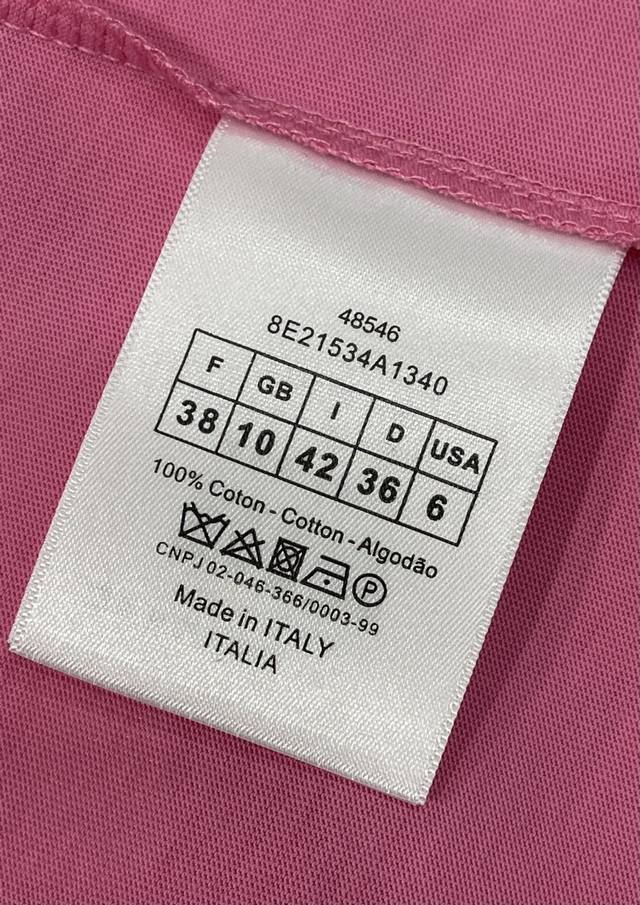 48546
8E21534A1340
F GB I D USA
38 10 42 36 6
100% Coton - Cotton - Algodão
P
CNPJ 02-046-366/0003-99
Made in ITALY
ITALIA